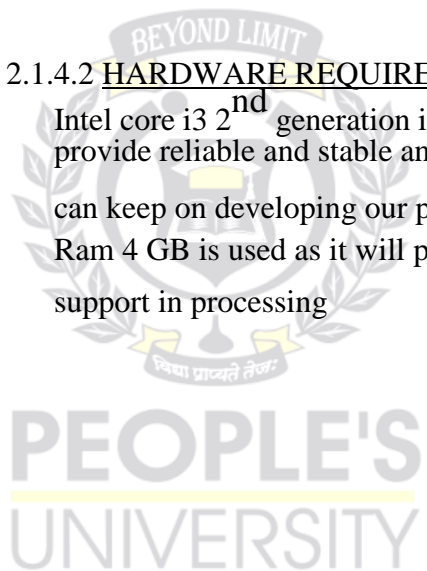 BEYOND LIMIT
2.1.4.2 HARDWARE REQUIRE
Intel core i3 2nd generation i
provide reliable and stable an
can keep on developing our p
Ram 4 GB is used as it will p
support in processing
विद्या प्राप्यते तेजः
PEOPLE'S
UNIVERSITY